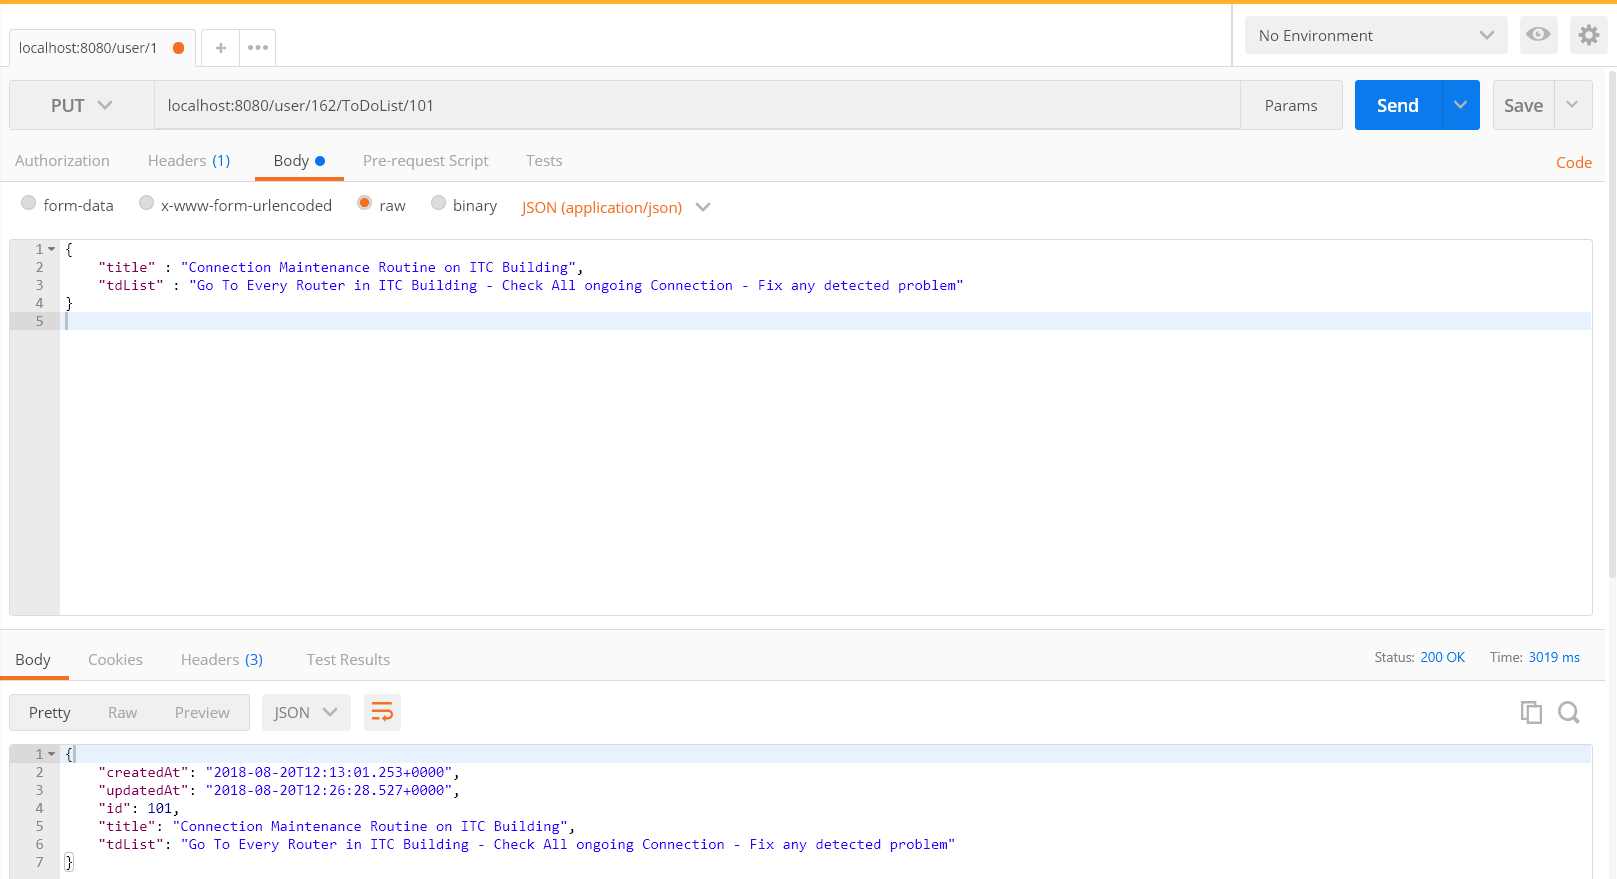 localhost:8080/user/1
No Environment
PUT
localhost:8080/user/162/ToDoList/101
Params
Send
Save
Authorization
Headers (1)
Body
Pre-request Script
Tests
Code
form-data
x-www-form-urlencoded
raw
binary
JSON (application/json)
1 {
2 "title" : "Connection Maintenance Routine on ITC Building",
3 "tdList" : "Go To Every Router in ITC Building - Check All ongoing Connection - Fix any detected problem"
4 }
5
Body
Cookies
Headers (3)
Test Results
Status: 200 OK
Time: 3019 ms
Pretty
Raw
Preview
JSON
1 {
2 "createdAt": "2018-08-20T12:13:01.253+0000",
3 "updatedAt": "2018-08-20T12:26:28.527+0000",
4 "id": 101,
5 "title": "Connection Maintenance Routine on ITC Building",
6 "tdList": "Go To Every Router in ITC Building - Check All ongoing Connection - Fix any detected problem"
7 }